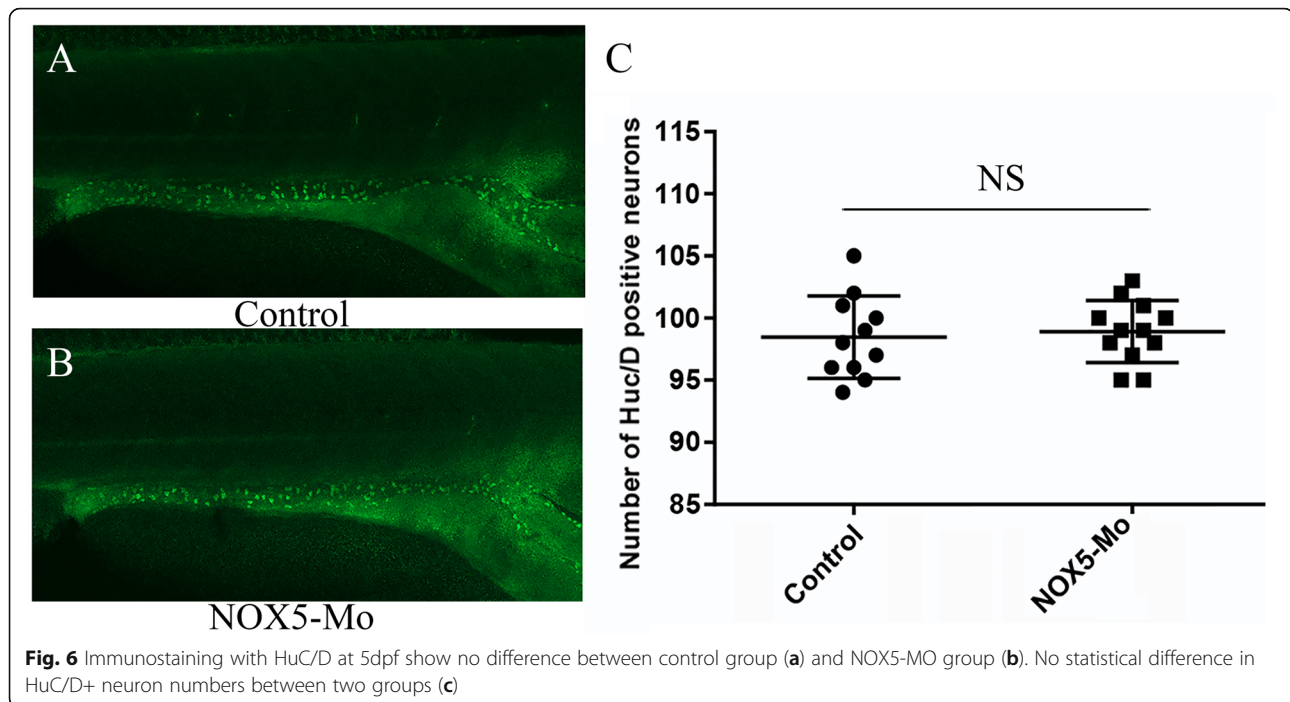 A
Control
B
NOX5-Mo
C
Number of Huc/D positive neurons
115
110
105
100
95
90
85
NS
Control
NOX5-Mo
Fig. 6 Immunostaining with HuC/D at 5dpf show no difference between control group (a) and NOX5-MO group (b). No statistical difference in
HuC/D+ neuron numbers between two groups (c)